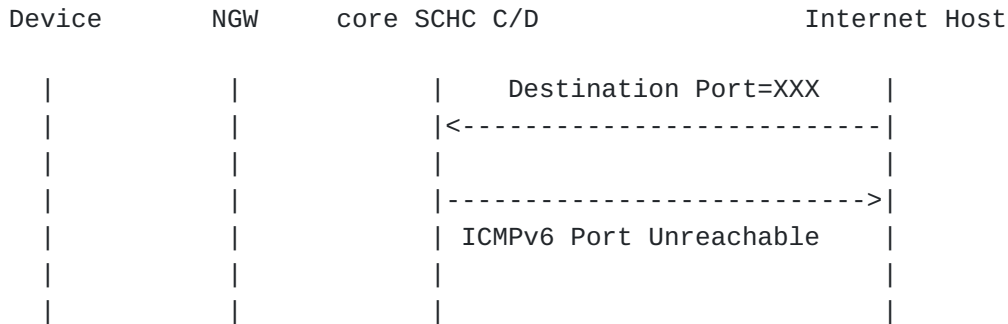 Device NGW core SCHC C/D Internet Host
| | | Destination Port=XXX |
| | |<---------------------------|
| | | |
| | |--------------------------->|
| | | ICMPv6 Port Unreachable |
| | | |
| | | |